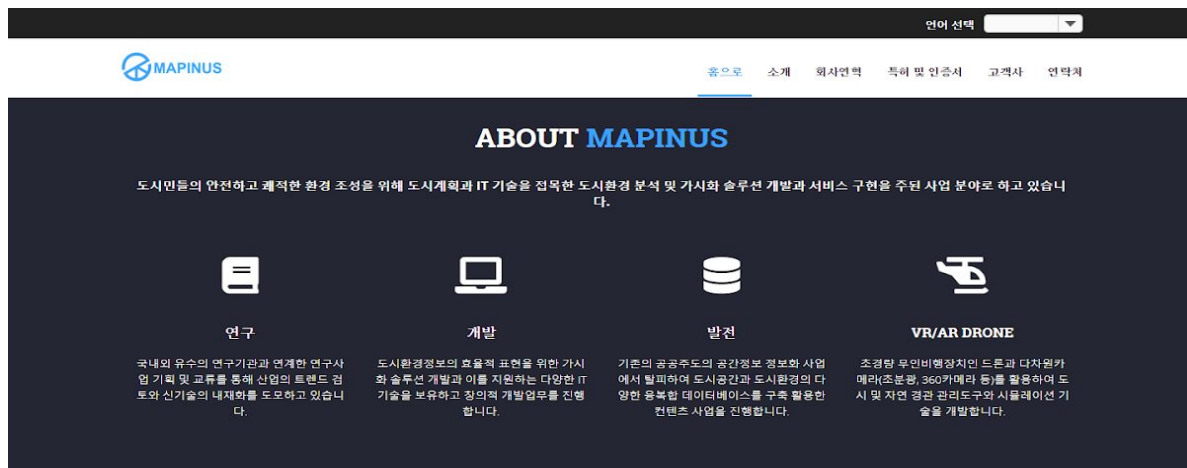 언어 선택
MAPINUS
홈으로 소개 회사연혁 특허 및 인증서 고객사 연락처
ABOUT MAPINUS
도시민들의 안전하고 쾌적한 환경 조성을 위해 도시계획과 IT 기술을 접목한 도시환경 분석 및 가시화 솔루션 개발과 서비스 구현을 주된 사업 분야로 하고 있습니
다.
연구
국내외 유수의 연구기관과 연계한 연구사
업 기획 및 교류를 통해 산업의 트렌드 검
토와 신기술의 내재화를 도모하고 있습니
다.
개발
도시환경정보의 효율적 표현을 위한 가시
화 솔루션 개발과 이를 지원하는 다양한 IT
기술을 보유하고 창의적 개발업무를 진행
합니다.
발전
기존의 공공주도의 공간정보 정보화 사업
에서 탈피하여 도시공간과 도시환경의 다
양한 융복합 데이터베이스를 구축 활용한
컨텐츠 사업을 진행합니다.
VR/AR DRONE
초경량 무인비행장치인 드론과 다차원카
메라(초분광, 360카메라 등)를 활용하여 도
시 및 자연 경관 관리도구와 시뮬레이션 기
술을 개발합니다.